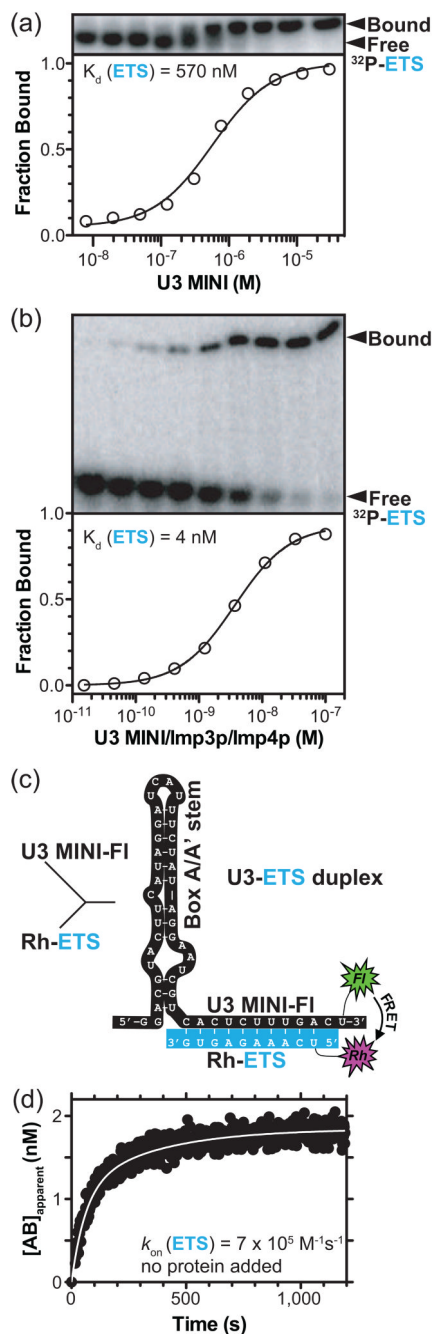 (a)
Bound
Free
³²P-ETS
K_d (ETS) = 570 nM
Fraction Bound
1.0
0.5
0.0
10⁻⁸ 10⁻⁷ 10⁻⁶ 10⁻⁵
U3 MINI (M)
(b)
Bound
Free
³²P-ETS
K_d (ETS) = 4 nM
Fraction Bound
1.0
0.5
0.0
10⁻¹¹ 10⁻¹⁰ 10⁻⁹ 10⁻⁸ 10⁻⁷
U3 MINI/Imp3p/Imp4p (M)
(c)
Box A/A' stem
U3 MINI-Fl
Rh-ETS
U3-ETS duplex
U3 MINI-Fl
Fl
FRET
5'-GG
CACUCUUUGACU-3'
3'GUGAGAAACU 5'
Rh-ETS
Rh
(d)
[AB]apparent (nM)
2
1
0
k_on (ETS) = 7 x 10⁵ M⁻¹s⁻¹
no protein added
0 500 1,000
Time (s)